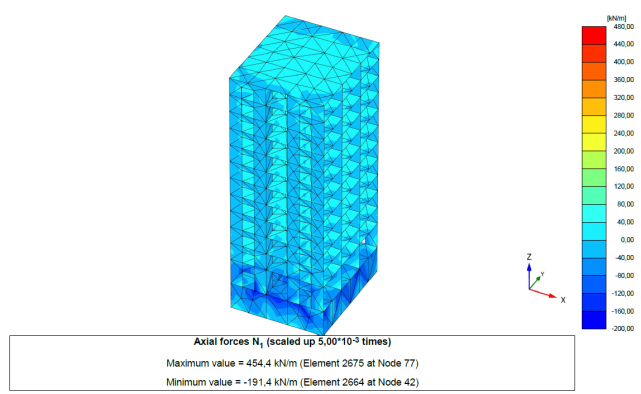 [kN/m]
480,00
440,00
400,00
360,00
320,00
280,00
240,00
200,00
160,00
120,00
80,00
40,00
0,00
-40,00
-80,00
-120,00
-160,00
-200,00
Z
Y
X
Axial forces N₁ (scaled up 5,00*10⁻³ times)
Maximum value = 454,4 kN/m (Element 2675 at Node 77)
Minimum value = -191,4 kN/m (Element 2664 at Node 42)